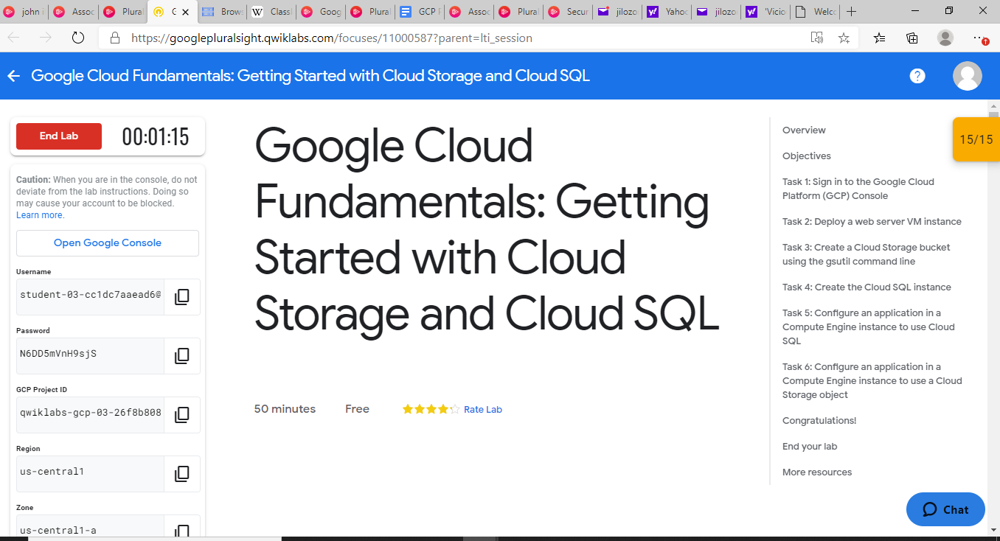 john i
Assoc
Plural
G
Brows
Class
Goog
Plura
GCP
Assoc
Plural
Secur
jilozo
Yahoo
jilozo
'Vicio
Welco
https://googlepluralsight.qwiklabs.com/focuses/11000587?parent=lti_session
Google Cloud Fundamentals: Getting Started with Cloud Storage and Cloud SQL
?
End Lab
00:01:15
15/15
Caution: When you are in the console, do not
deviate from the lab instructions. Doing so
may cause your account to be blocked.
Learn more.
Open Google Console
Username
student-03-cc1dc7aaead6@
Password
N6DD5mVnH9sjS
GCP Project ID
qwiklabs-gcp-03-26f8b808
Region
us-central1
Zone
us-central1-a
Google Cloud
Fundamentals: Getting
Started with Cloud
Storage and Cloud SQL
50 minutes
Free
Rate Lab
Overview
Objectives
Task 1: Sign in to the Google Cloud
Platform (GCP) Console
Task 2: Deploy a web server VM instance
Task 3: Create a Cloud Storage bucket
using the gsutil command line
Task 4: Create the Cloud SQL instance
Task 5: Configure an application in a
Compute Engine instance to use Cloud
SQL
Task 6: Configure an application in a
Compute Engine instance to use a Cloud
Storage object
Congratulations!
End your lab
More resources
Chat